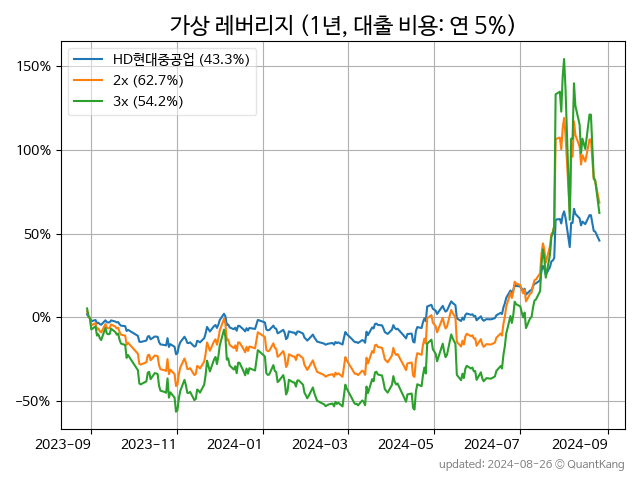 가상 레버리지 (1년, 대출 비용: 연 5%)
HD현대중공업 (43.3%)
2x (62.7%)
3x (54.2%)
150%
100%
50%
0%
−50%
2023-09 2023-11 2024-01 2024-03 2024-05 2024-07 2024-09
updated: 2024-08-26 © QuantKang